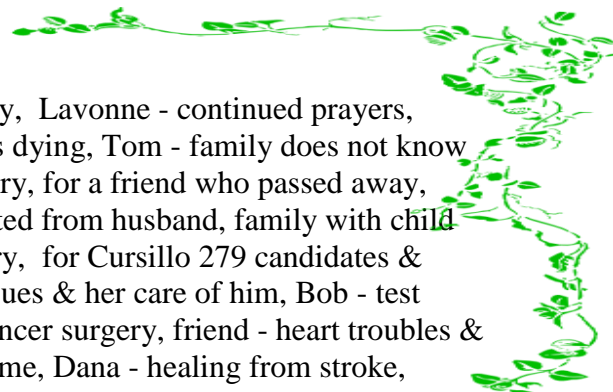 y, Lavonne - continued prayers,
s dying, Tom - family does not know
ry, for a friend who passed away,
ted from husband, family with child
ry, for Cursillo 279 candidates &
ues & her care of him, Bob - test
ncer surgery, friend - heart troubles &
me, Dana - healing from stroke,